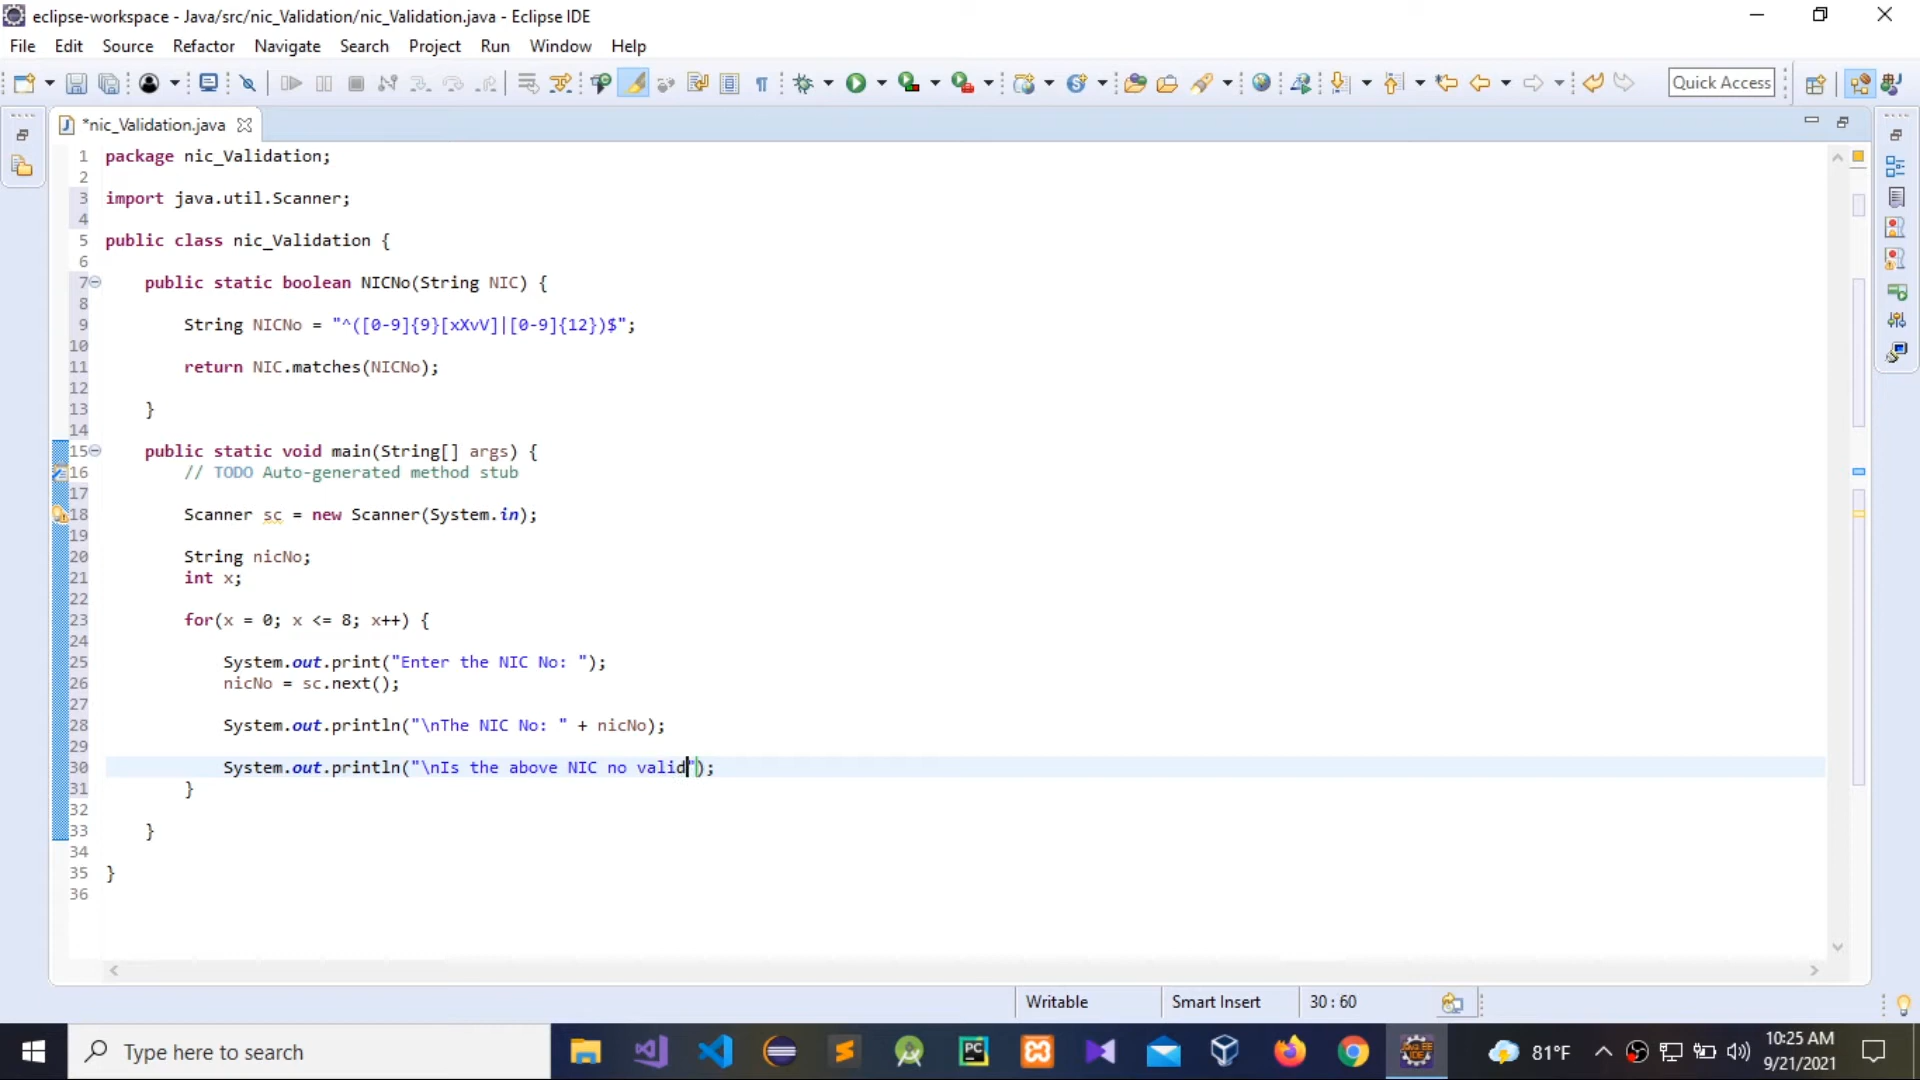 eclipse-workspace - Java/src/nic_Validation/nic_Validation.java - Eclipse IDE
File Edit Source Refactor Navigate Search Project Run Window Help
Quick Access
*nic_Validation.java
1 package nic_Validation;
2
3 import java.util.Scanner;
4
5 public class nic_Validation {
6
7 public static boolean NICNo(String NIC) {
8
9 String NICNo = "^([0-9]{9}[xXvV]|[0-9]{12})$";
10
11 return NIC.matches(NICNo);
12
13 }
14
15 public static void main(String[] args) {
16 // TODO Auto-generated method stub
17
18 Scanner sc = new Scanner(System.in);
19
20 String nicNo;
21 int x;
22
23 for(x = 0; x <= 8; x++) {
24
25 System.out.print("Enter the NIC No: ");
26 nicNo = sc.next();
27
28 System.out.println("\nThe NIC No: " + nicNo);
29
30 System.out.println("\nIs the above NIC no valid");
31 }
32
33 }
34
35 }
36
Writable Smart Insert 30 : 60
Type here to search
PC
81°F
10:25 AM
9/21/2021